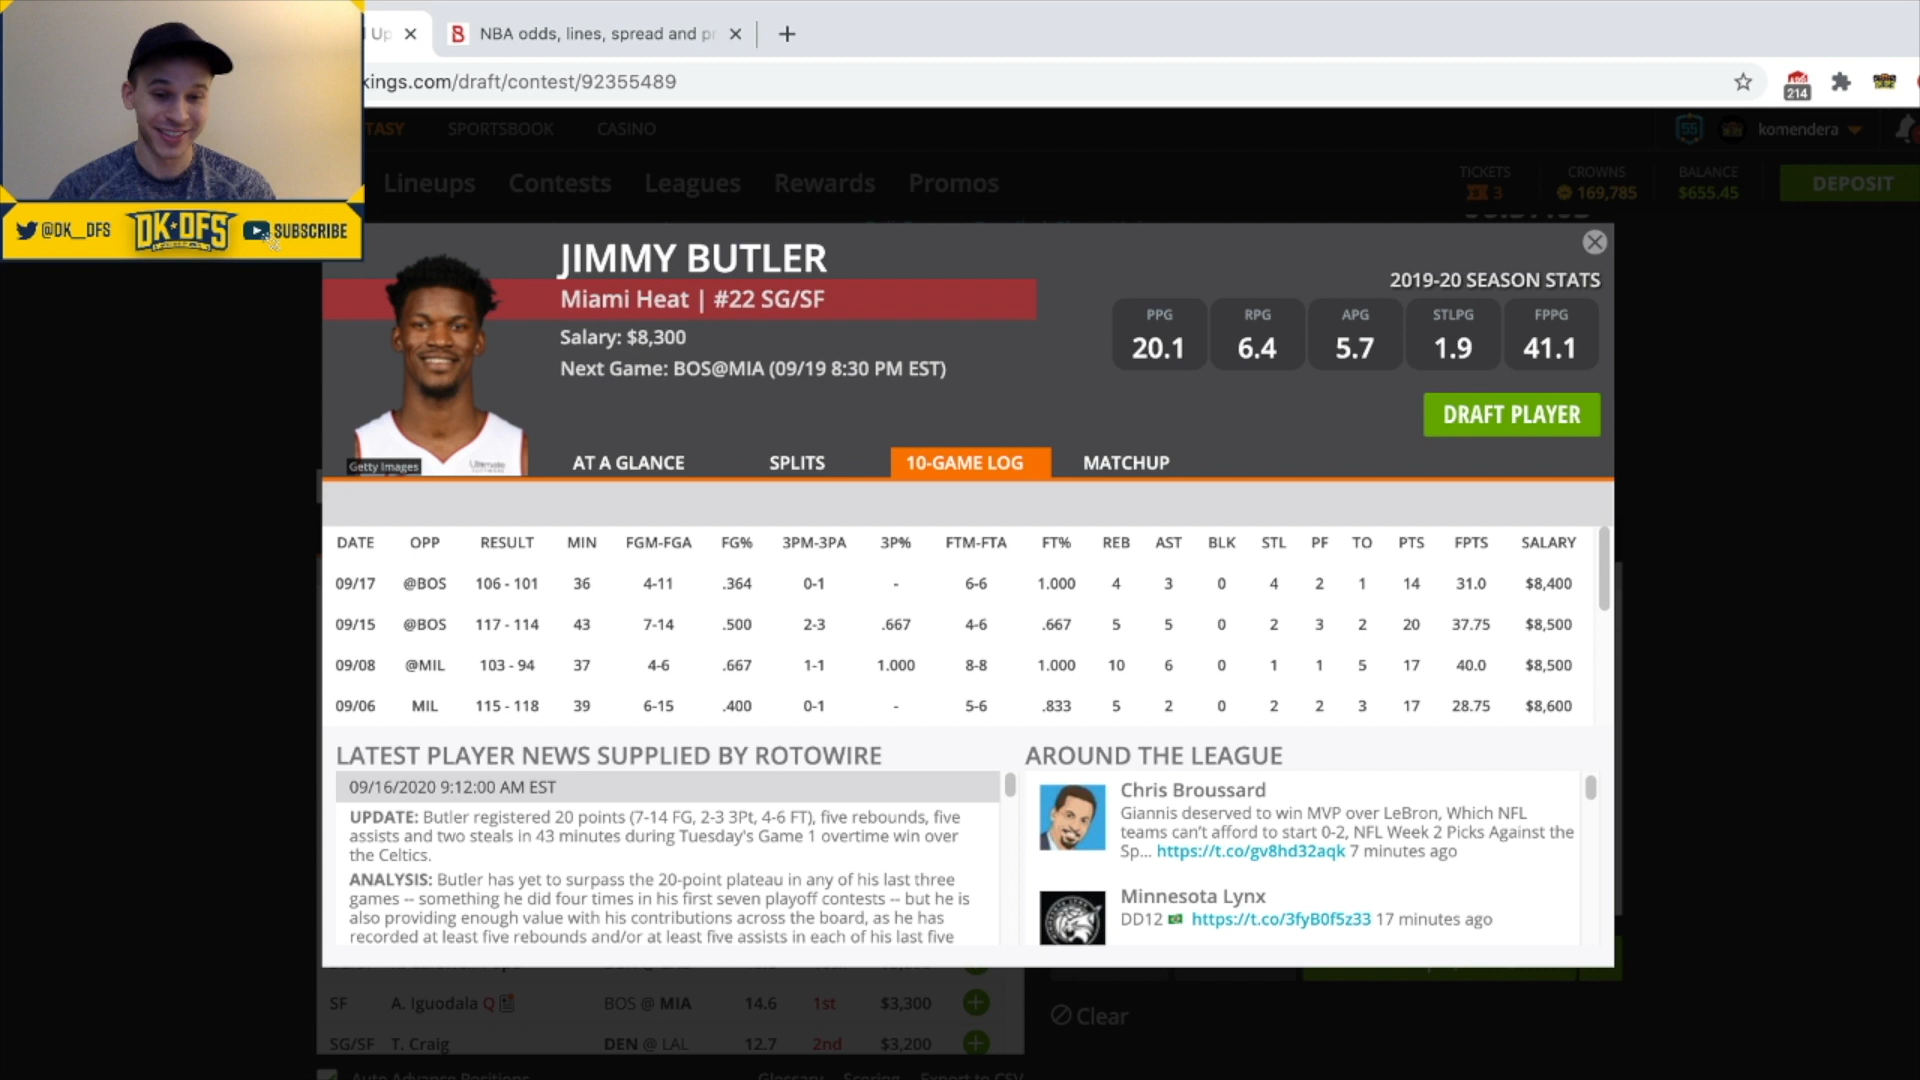 Up
NBA odds, lines, spread and pr
kings.com/draft/contest/92355489
214
TASY SPORTSBOOK CASINO
55 komendera
Lineups Contests Leagues Rewards Promos
TICKETS 3
CROWNS 169,785
BALANCE $655.45
DEPOSIT
@DK__DFS DK★DFS SUBSCRIBE
JIMMY BUTLER
Miami Heat | #22 SG/SF
Salary: $8,300
Next Game: BOS@MIA (09/19 8:30 PM EST)
2019-20 SEASON STATS
PPG RPG APG STLPG FPPG
20.1 6.4 5.7 1.9 41.1
DRAFT PLAYER
Getty Images
Ultimate
AT A GLANCE SPLITS 10-GAME LOG MATCHUP
DATE OPP RESULT MIN FGM-FGA FG% 3PM-3PA 3P% FTM-FTA FT% REB AST BLK STL PF TO PTS FPTS SALARY
09/17 @BOS 106 - 101 36 4-11 .364 0-1 - 6-6 1.000 4 3 0 4 2 1 14 31.0 $8,400
09/15 @BOS 117 - 114 43 7-14 .500 2-3 .667 4-6 .667 5 5 0 2 3 2 20 37.75 $8,500
09/08 @MIL 103 - 94 37 4-6 .667 1-1 1.000 8-8 1.000 10 6 0 1 1 5 17 40.0 $8,500
09/06 MIL 115 - 118 39 6-15 .400 0-1 - 5-6 .833 5 2 0 2 2 3 17 28.75 $8,600
LATEST PLAYER NEWS SUPPLIED BY ROTOWIRE
09/16/2020 9:12:00 AM EST
UPDATE: Butler registered 20 points (7-14 FG, 2-3 3Pt, 4-6 FT), five rebounds, five
assists and two steals in 43 minutes during Tuesday's Game 1 overtime win over
the Celtics.
ANALYSIS: Butler has yet to surpass the 20-point plateau in any of his last three
games -- something he did four times in his first seven playoff contests -- but he is
also providing enough value with his contributions across the board, as he has
recorded at least five rebounds and/or at least five assists in each of his last five
AROUND THE LEAGUE
Chris Broussard
Giannis deserved to win MVP over LeBron, Which NFL
teams can't afford to start 0-2, NFL Week 2 Picks Against the
Sp... https://t.co/gv8hd32aqk 7 minutes ago
Minnesota Lynx
DD12 https://t.co/3fyB0f5z33 17 minutes ago
SF A. Iguodala Q BOS @ MIA 14.6 1st $3,300
SG/SF T. Craig DEN @ LAL 12.7 2nd $3,200
Clear
Auto Advance Positions Glossary Scoring Export to CSV